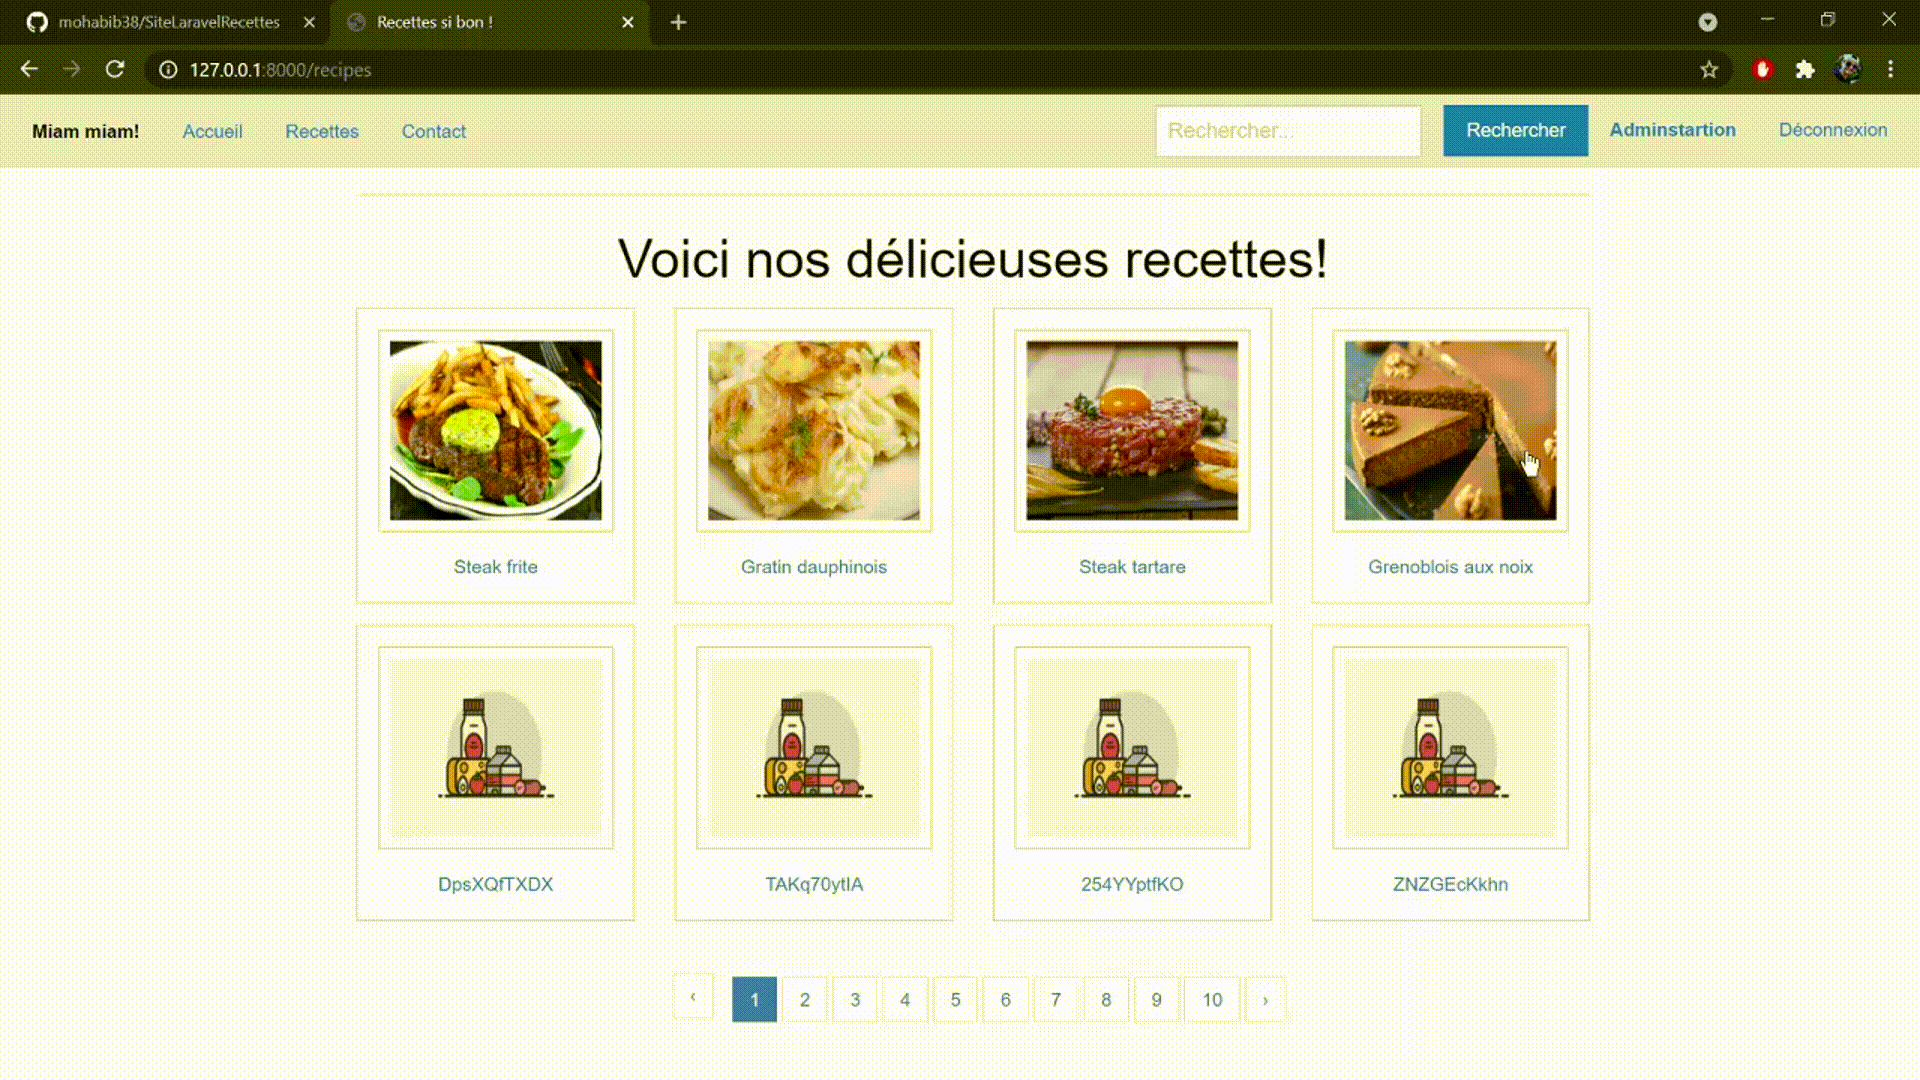 mohabib38/SiteLaravelRecettes
Recettes si bon !
127.0.0.1:8000/recipes
Miam miam! Accueil Recettes Contact Rechercher... Rechercher Adminstartion Déconnexion
Voici nos délicieuses recettes!
Steak frite Gratin dauphinois Steak tartare Grenoblois aux noix
DpsXQfTXDX TAKq70ytIA 254YYptfKO ZNZGEcKkhn
‹ 1 2 3 4 5 6 7 8 9 10 ›